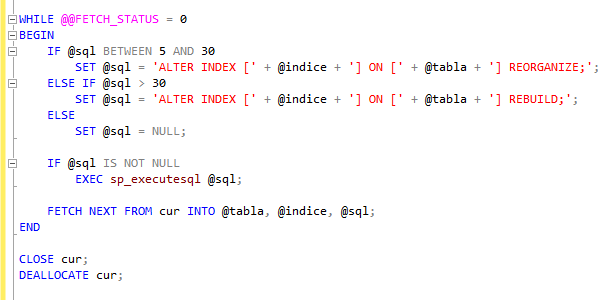 WHILE @@FETCH_STATUS = 0
BEGIN
    IF @sql BETWEEN 5 AND 30
        SET @sql = 'ALTER INDEX [' + @indice + '] ON [' + @tabla + '] REORGANIZE;';
    ELSE IF @sql > 30
        SET @sql = 'ALTER INDEX [' + @indice + '] ON [' + @tabla + '] REBUILD;';
    ELSE
        SET @sql = NULL;

    IF @sql IS NOT NULL
        EXEC sp_executesql @sql;

    FETCH NEXT FROM cur INTO @tabla, @indice, @sql;
END

CLOSE cur;
DEALLOCATE cur;